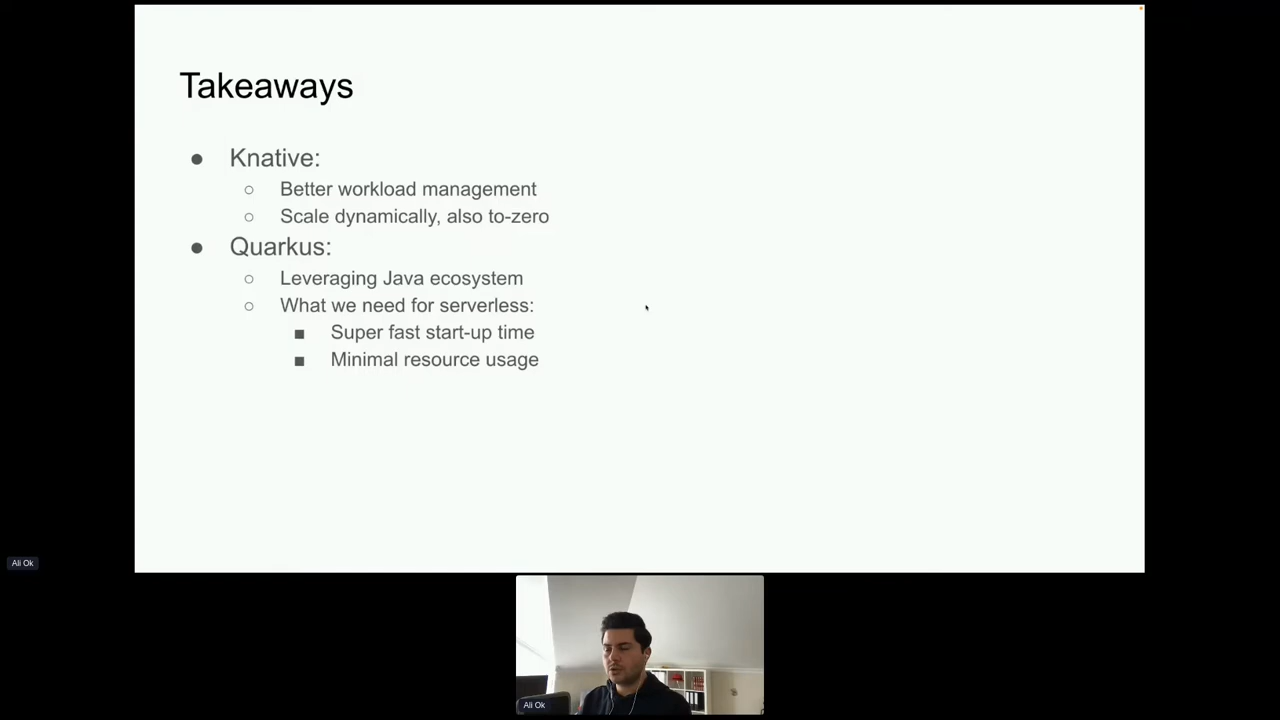 Takeaways
● Knative:
○ Better workload management
○ Scale dynamically, also to-zero
● Quarkus:
○ Leveraging Java ecosystem
○ What we need for serverless:
■ Super fast start-up time
■ Minimal resource usage
Ali Ok
Ali Ok